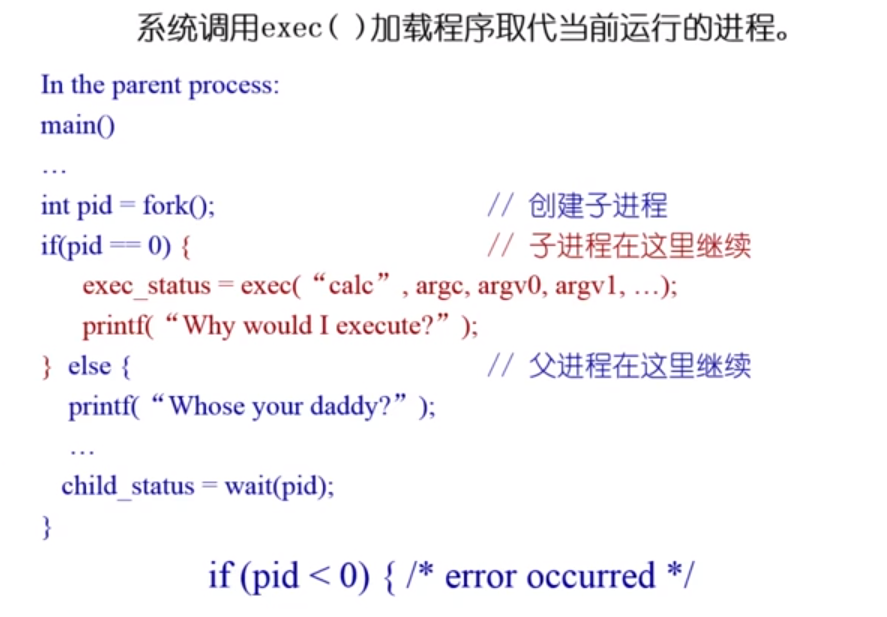 系统调用exec( )加载程序取代当前运行的进程。
In the parent process:
main()
…
int pid = fork(); // 创建子进程
if(pid == 0) { // 子进程在这里继续
exec_status = exec( “calc” , argc, argv0, argv1, …);
printf( “Why would I execute?” );
} else { // 父进程在这里继续
printf( “Whose your daddy?” );
…
child_status = wait(pid);
}
if (pid < 0) { /* error occurred */